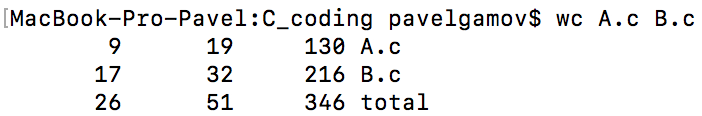 [MacBook-Pro-Pavel:C_coding pavelgamov$ wc A.c B.c
9 19 130 A.c
17 32 216 B.c
26 51 346 total